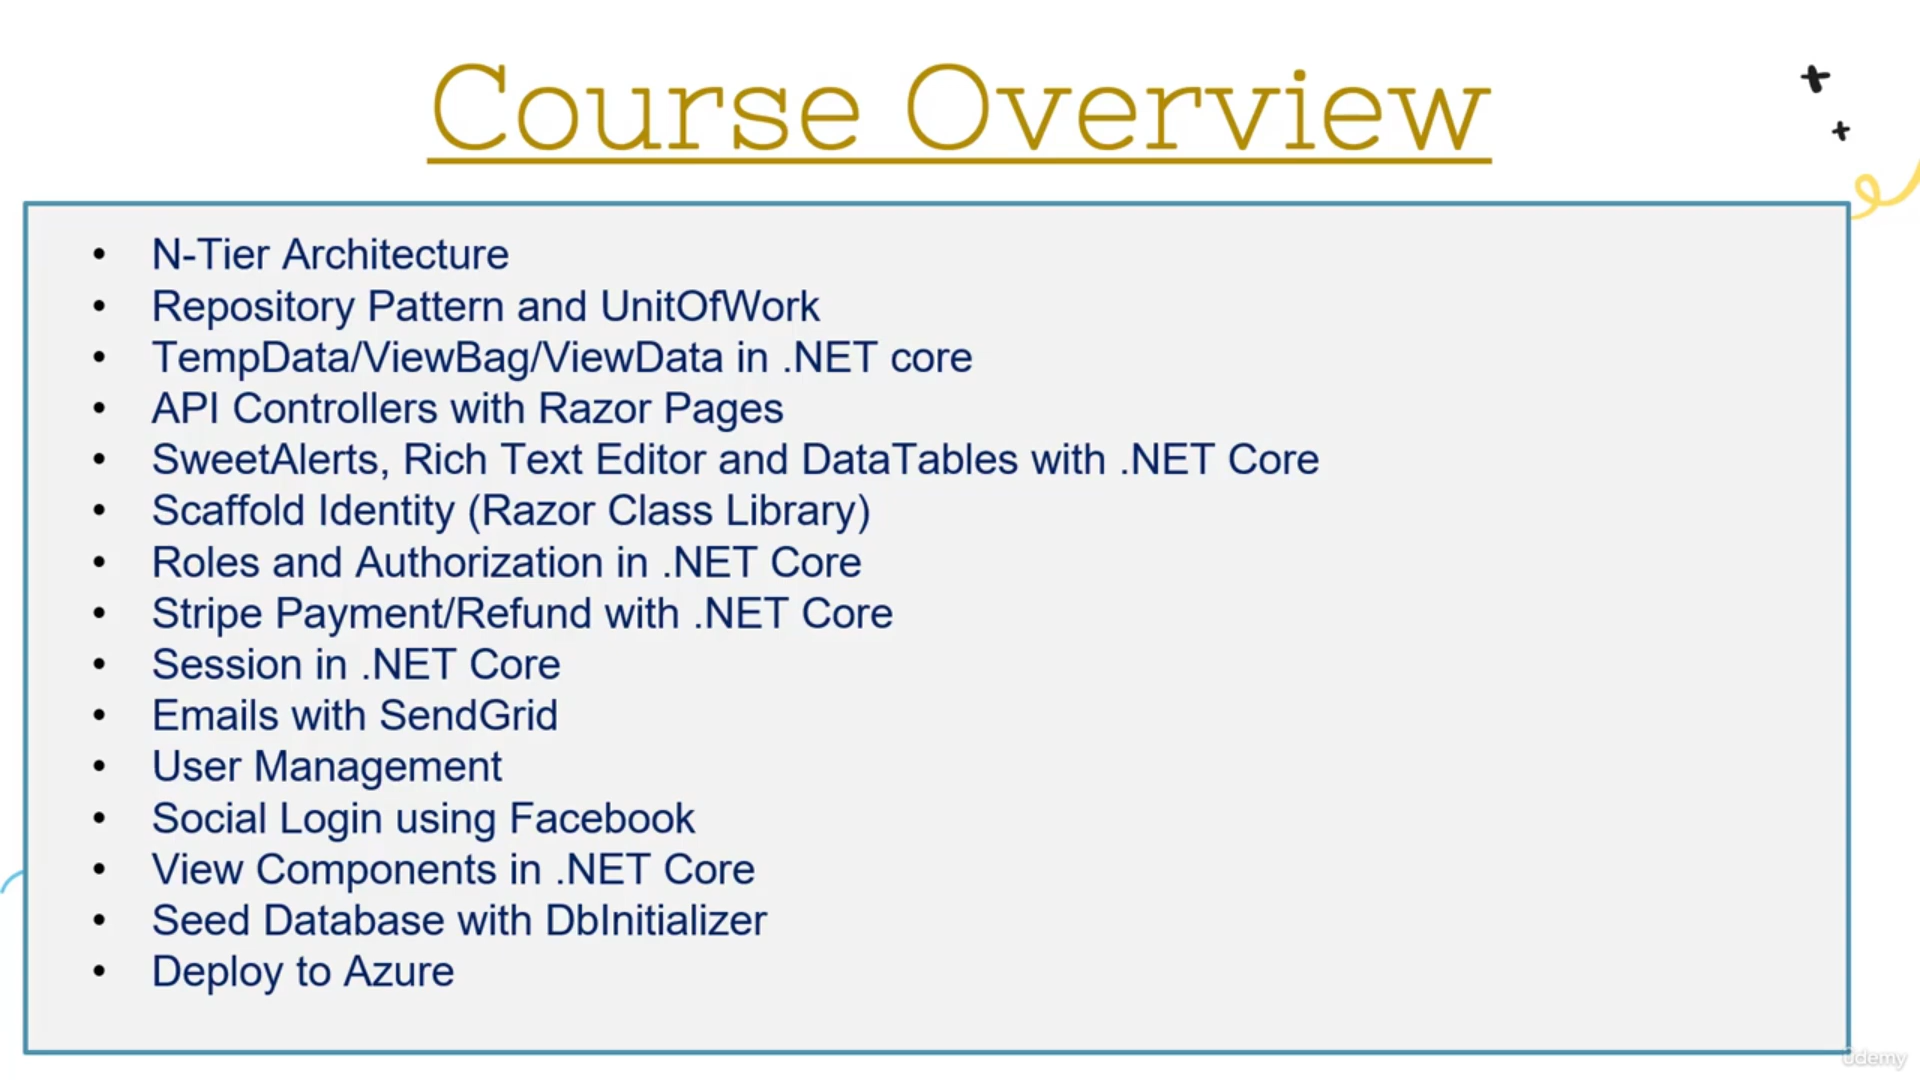 Course Overview
• N-Tier Architecture
• Repository Pattern and UnitOfWork
• TempData/ViewBag/ViewData in .NET core
• API Controllers with Razor Pages
• SweetAlerts, Rich Text Editor and DataTables with .NET Core
• Scaffold Identity (Razor Class Library)
• Roles and Authorization in .NET Core
• Stripe Payment/Refund with .NET Core
• Session in .NET Core
• Emails with SendGrid
• User Management
• Social Login using Facebook
• View Components in .NET Core
• Seed Database with DbInitializer
• Deploy to Azure
ûdemy